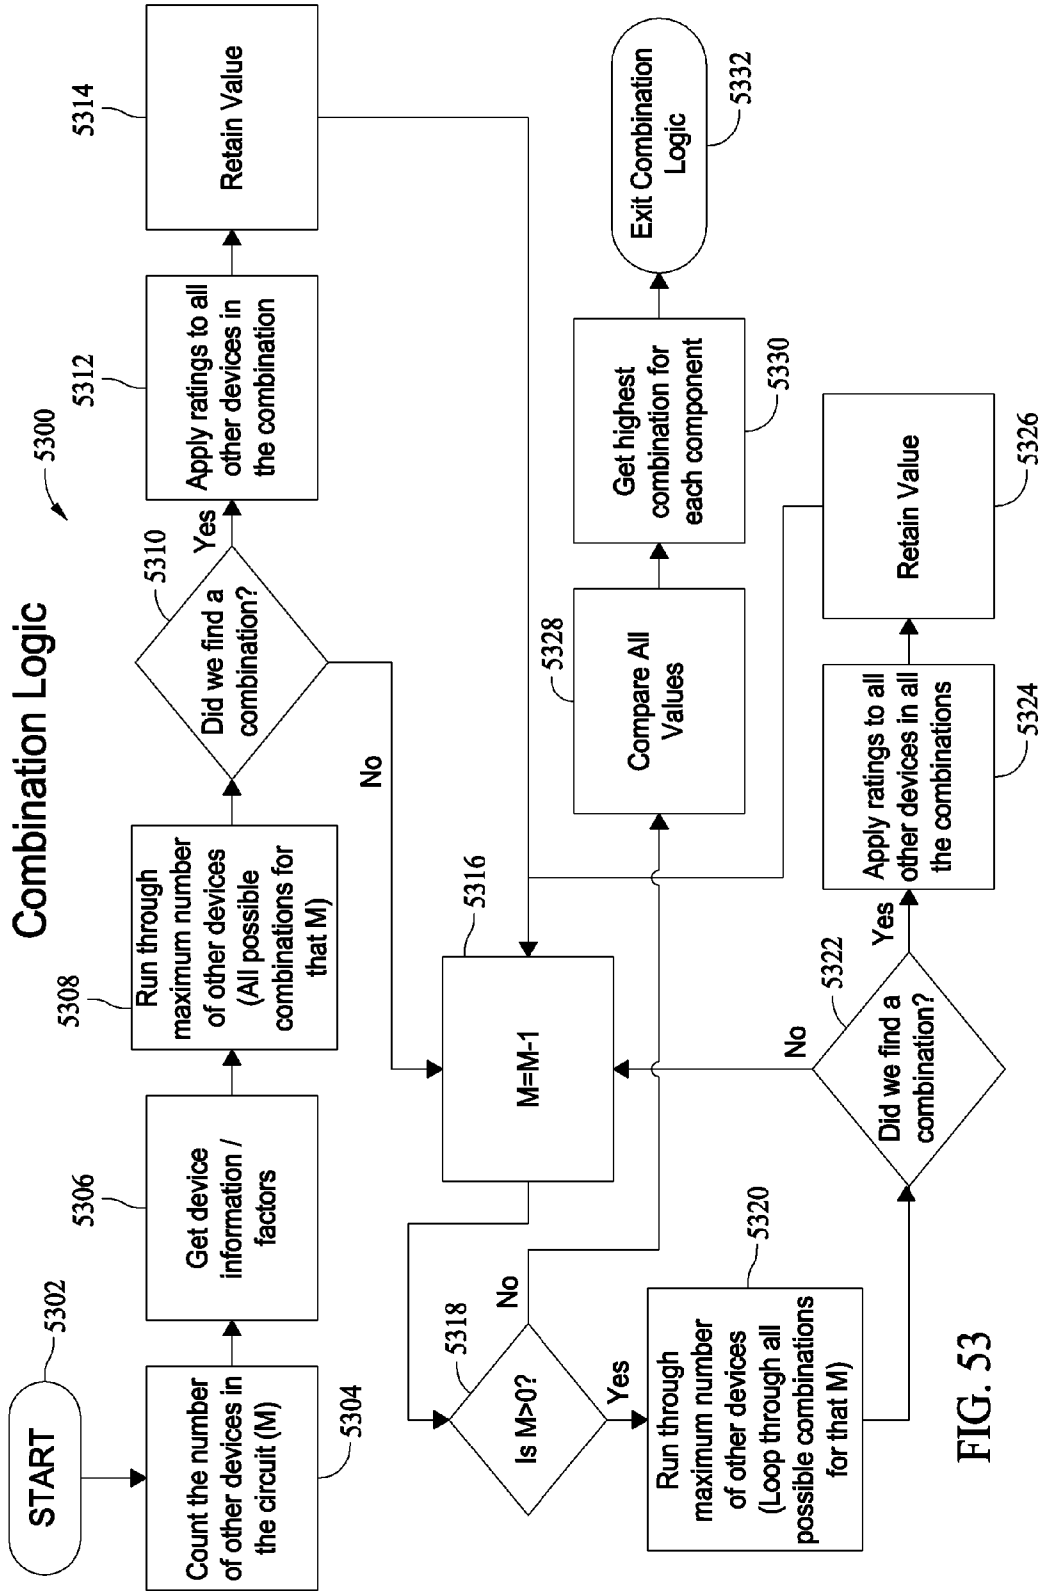 Combination Logic
5300
START
5302
Count the number
of other devices in
the circuit (M)
5304
Get device
information /
factors
5306
Run through
maximum number
of other devices
(All possible
combinations for
that M)
5308
Did we find a
combination?
5310
Yes
No
Apply ratings to all
other devices in
the combination
5312
Retain Value
5314
M=M-1
5316
Is M>0?
5318
No
Yes
Run through
maximum number
of other devices
(Loop through all
possible combinations
for that M)
5320
Did we find a
combination?
5322
No
Yes
Apply ratings to all
other devices in all
the combinations
5324
Retain Value
5326
Compare All
Values
5328
Get highest
combination for
each component
5330
Exit Combination
Logic
5332
FIG. 53